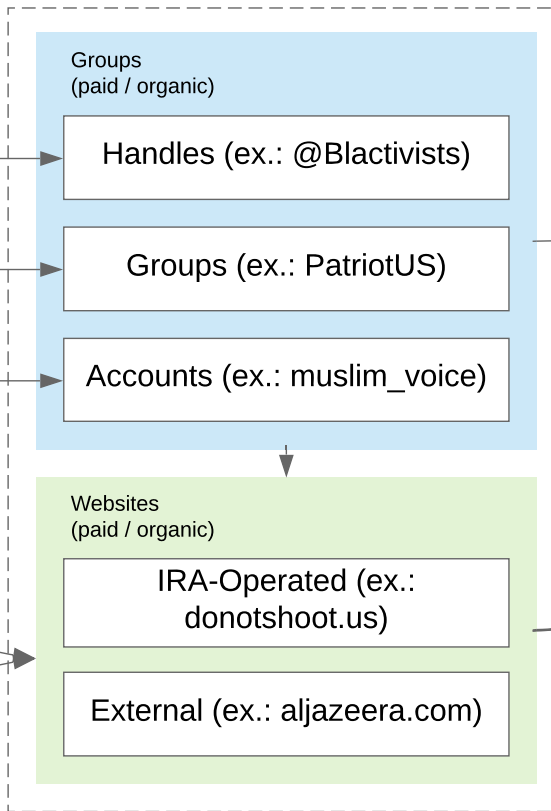 Groups
(paid / organic)
Handles (ex.: @Blactivists)
Groups (ex.: PatriotUS)
Accounts (ex.: muslim_voice)
Websites
(paid / organic)
IRA-Operated (ex.:
donotshoot.us)
External (ex.: aljazeera.com)